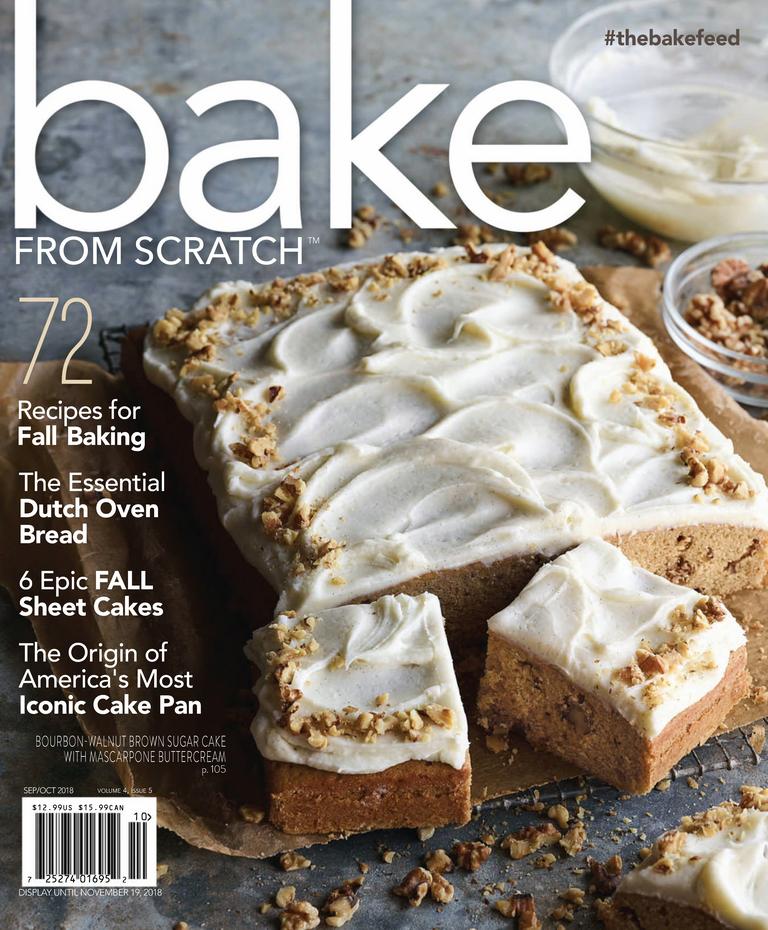 #thebakefeed
bake
FROM SCRATCH™
72
Recipes for
Fall Baking
The Essential
Dutch Oven
Bread
6 Epic FALL
Sheet Cakes
The Origin of
America's Most
Iconic Cake Pan
BOURBON-WALNUT BROWN SUGAR CAKE
WITH MASCARPONE BUTTERCREAM
p. 105
SEP/OCT 2018 VOLUME 4, ISSUE 5
$12.99US $15.99CAN
10>
7 25274 01695 2
DISPLAY UNTIL NOVEMBER 19, 2018